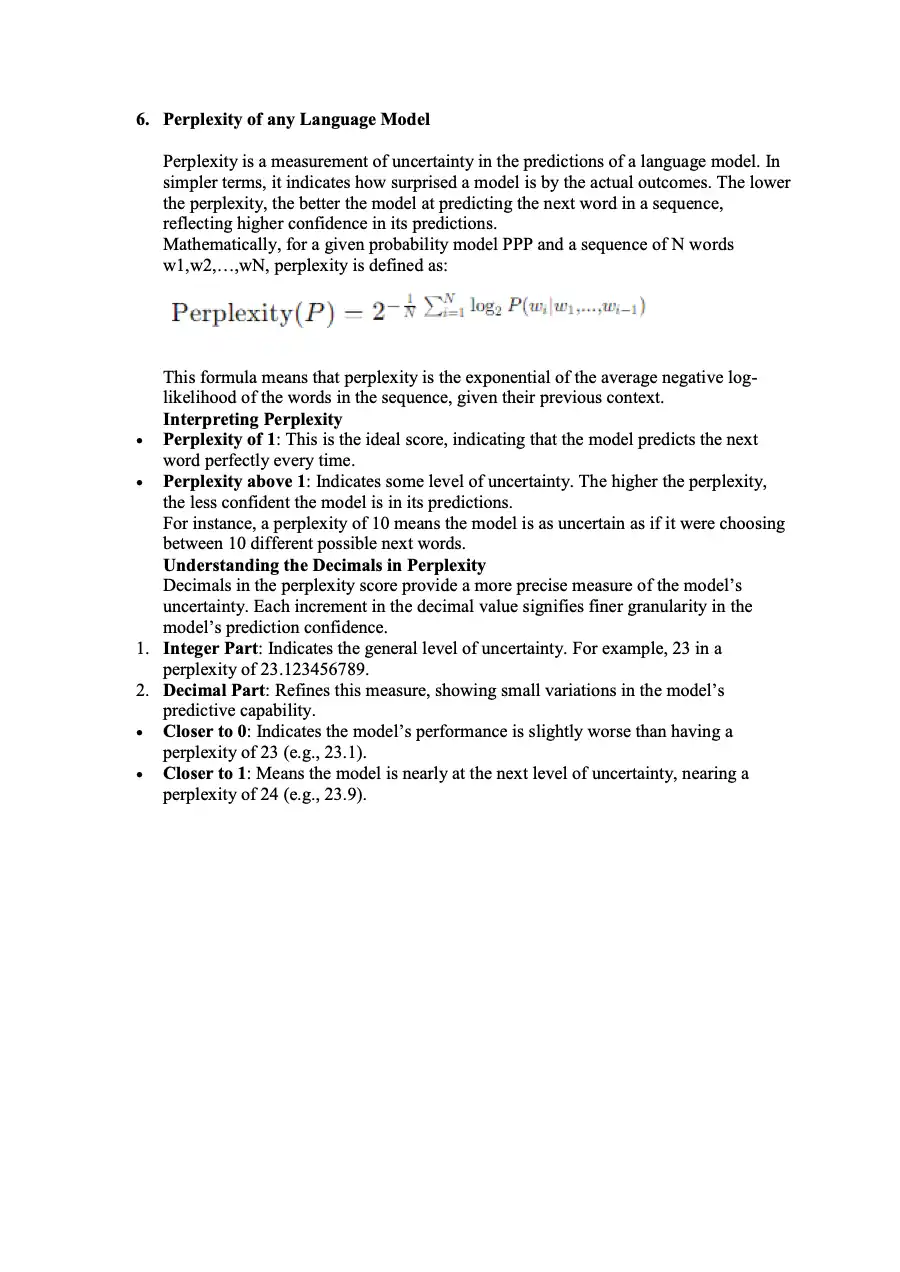 6. Perplexity of any Language Model
Perplexity is a measurement of uncertainty in the predictions of a language model. In
simpler terms, it indicates how surprised a model is by the actual outcomes. The lower
the perplexity, the better the model at predicting the next word in a sequence,
reflecting higher confidence in its predictions.
Mathematically, for a given probability model PPP and a sequence of N words
w1,w2,…,wN, perplexity is defined as:
Perplexity(P) = 2^{-\frac{1}{N} \sum_{i=1}^{N} \log_2 P(w_i|w_1,...,w_{i-1})}
This formula means that perplexity is the exponential of the average negative log-
likelihood of the words in the sequence, given their previous context.
Interpreting Perplexity
• Perplexity of 1: This is the ideal score, indicating that the model predicts the next
word perfectly every time.
• Perplexity above 1: Indicates some level of uncertainty. The higher the perplexity,
the less confident the model is in its predictions.
For instance, a perplexity of 10 means the model is as uncertain as if it were choosing
between 10 different possible next words.
Understanding the Decimals in Perplexity
Decimals in the perplexity score provide a more precise measure of the model’s
uncertainty. Each increment in the decimal value signifies finer granularity in the
model’s prediction confidence.
1. Integer Part: Indicates the general level of uncertainty. For example, 23 in a
perplexity of 23.123456789.
2. Decimal Part: Refines this measure, showing small variations in the model’s
predictive capability.
• Closer to 0: Indicates the model’s performance is slightly worse than having a
perplexity of 23 (e.g., 23.1).
• Closer to 1: Means the model is nearly at the next level of uncertainty, nearing a
perplexity of 24 (e.g., 23.9).